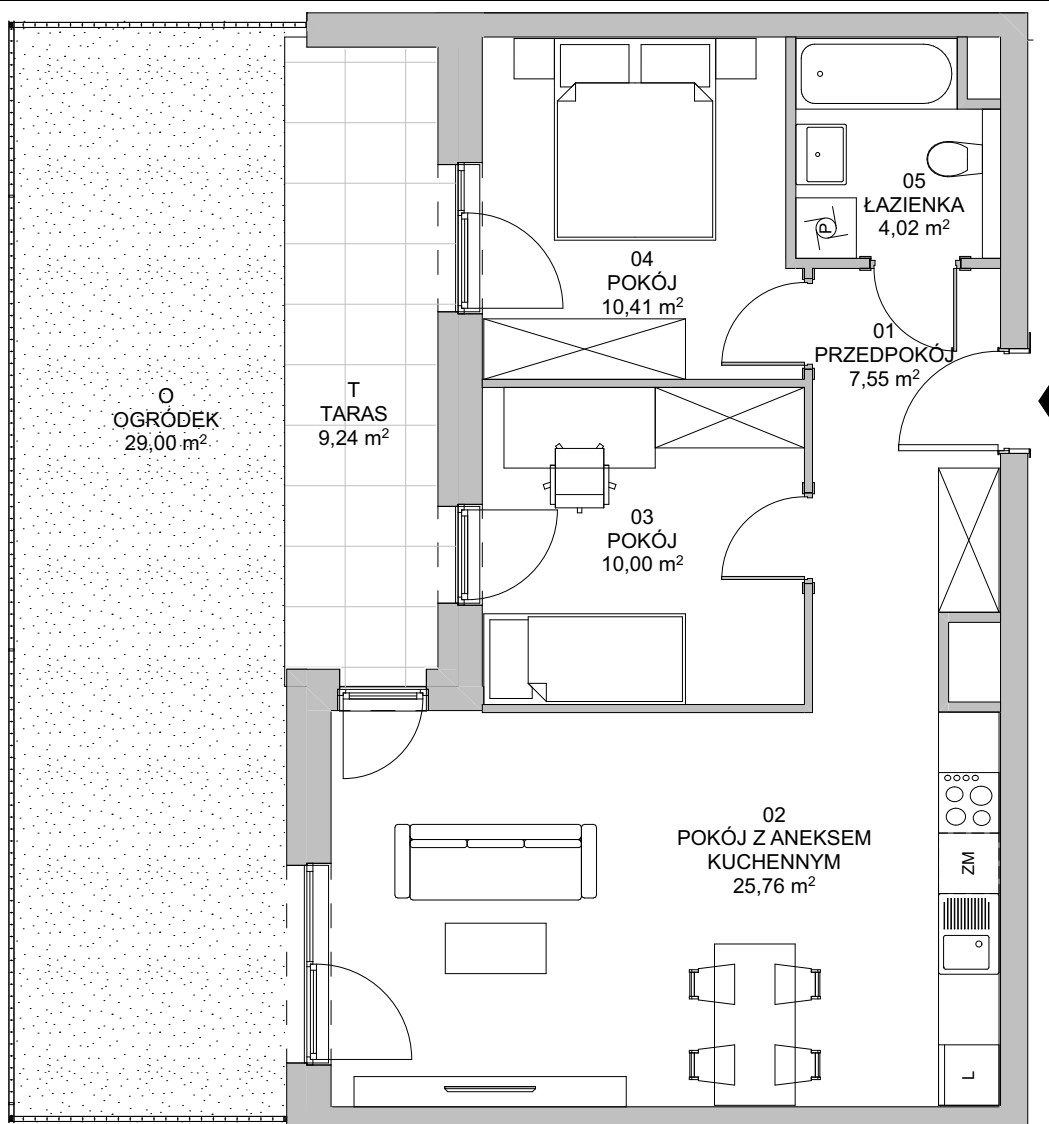 05
ŁAZIENKA
4,02 m²
P
04
POKÓJ
10,41 m²
01
PRZEDPOKÓJ
7,55 m²
O
OGRÓDEK
29,00 m²
T
TARAS
9,24 m²
03
POKÓJ
10,00 m²
02
POKÓJ Z ANEKSEM
KUCHENNYM
25,76 m²
ZM
L